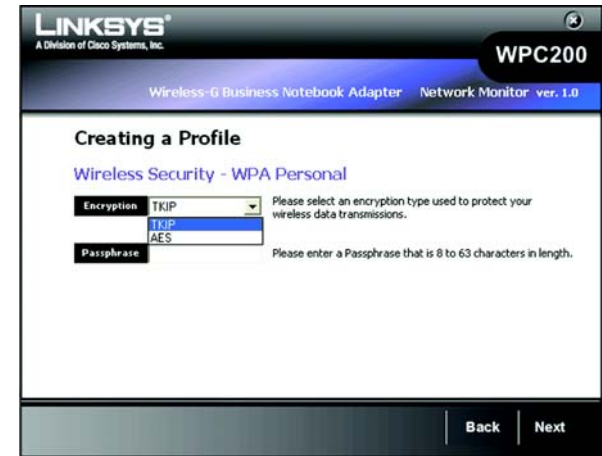 LINKSYS®
A Division of Cisco Systems, Inc.
WPC200
Wireless-G Business Notebook Adapter Network Monitor ver. 1.0
Creating a Profile
Wireless Security - WPA Personal
Encryption TKIP Please select an encryption type used to protect your
wireless data transmissions.
TKIP
AES
Passphrase Please enter a Passphrase that is 8 to 63 characters in length.
Back Next